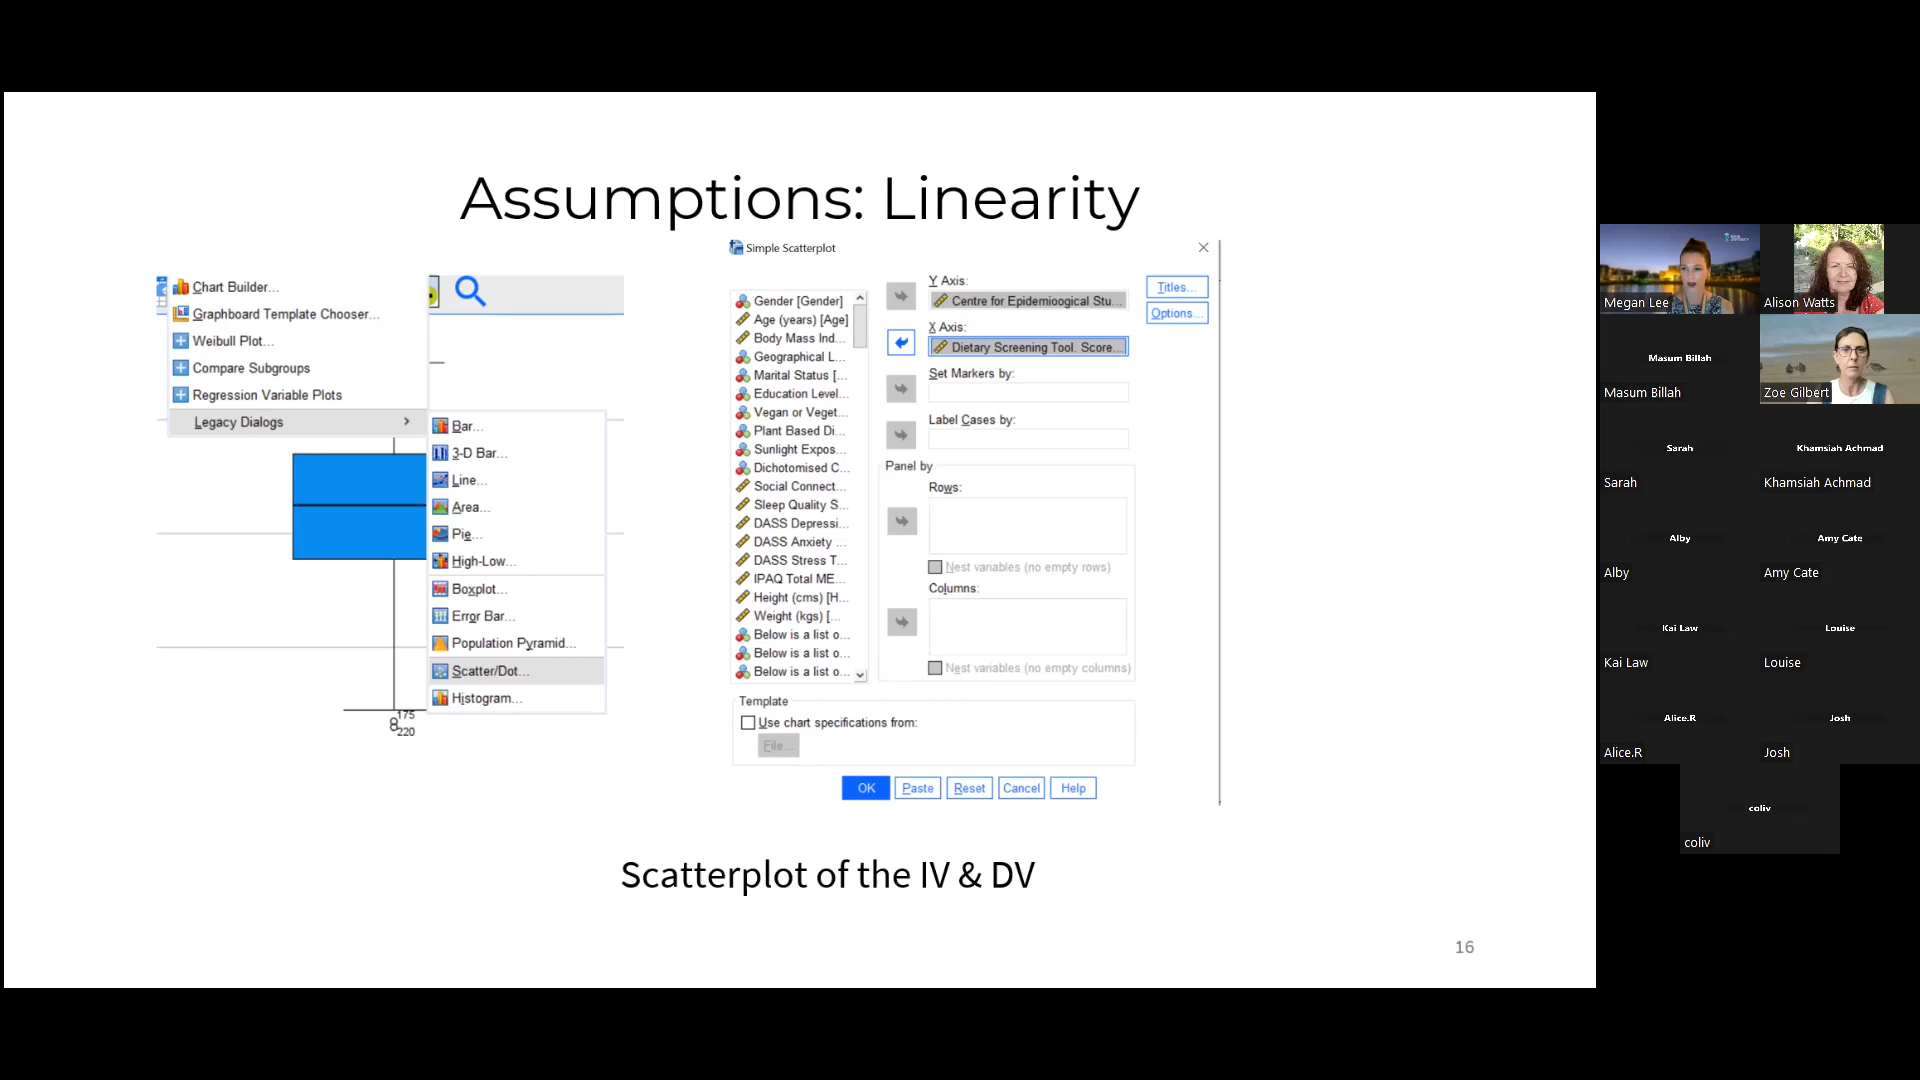 Assumptions: Linearity
Chart Builder...
Graphboard Template Chooser...
Weibull Plot...
Compare Subgroups
Regression Variable Plots
Legacy Dialogs
Bar...
3-D Bar...
Line...
Area...
Pie...
High-Low...
Boxplot...
Error Bar...
Population Pyramid...
Scatter/Dot...
Histogram...
8
175
220
Simple Scatterplot
Gender [Gender]
Age (years) [Age]
Body Mass Ind...
Geographical L...
Marital Status [...
Education Level...
Vegan or Veget...
Plant Based Di...
Sunlight Expos...
Dichotomised C...
Social Connect...
Sleep Quality S...
DASS Depressi...
DASS Anxiety ...
DASS Stress T...
IPAQ Total ME...
Height (cms) [H...
Weight (kgs) [...
Below is a list o...
Below is a list o...
Below is a list o...
Y Axis:
Centre for Epidemioogical Stu...
X Axis:
Dietary Screening Tool. Score...
Set Markers by:
Label Cases by:
Panel by
Rows:
Nest variables (no empty rows)
Columns:
Nest variables (no empty columns)
Titles...
Options...
Template
Use chart specifications from:
File...
OK
Paste
Reset
Cancel
Help
Scatterplot of the IV & DV
16
Megan Lee
Alison Watts
Masum Billah
Masum Billah
Zoe Gilbert
Sarah
Sarah
Khamsiah Achmad
Khamsiah Achmad
Alby
Alby
Amy Cate
Amy Cate
Kai Law
Kai Law
Louise
Louise
Alice.R
Alice.R
Josh
Josh
coliv
coliv